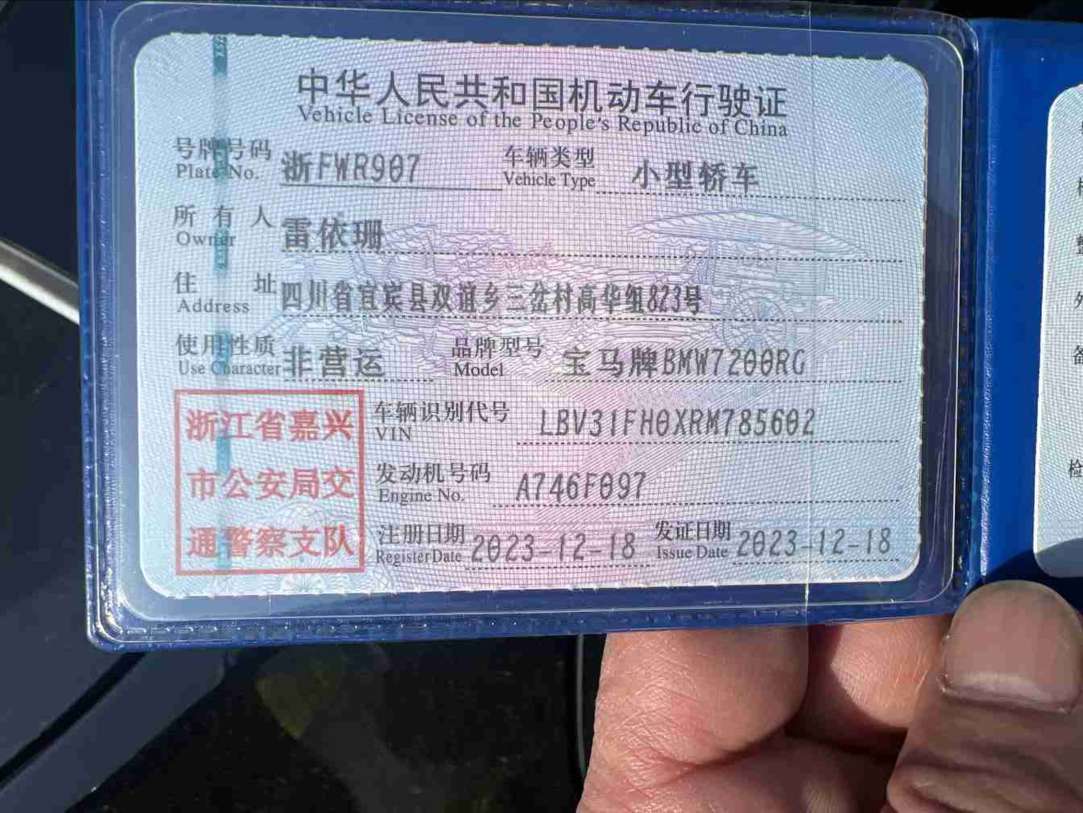 中华人民共和国机动车行驶证
Vehicle License of the People's Republic of China
号牌号码 浙FWR907 车辆类型 小型轿车
Plate No. Vehicle Type
所有人 雷依珊
Owner
住址 四川省宜宾县双谊乡三岔村高华组823号
Address
使用性质 非营运 品牌型号 宝马牌BMW7200RG
Use Character Model
浙江省嘉兴
市公安局交
通警察支队
车辆识别代号 LBV31FH0XRM785602
VIN
发动机号码 A746F097
Engine No.
注册日期 2023-12-18 发证日期 2023-12-18
Register Date Issue Date